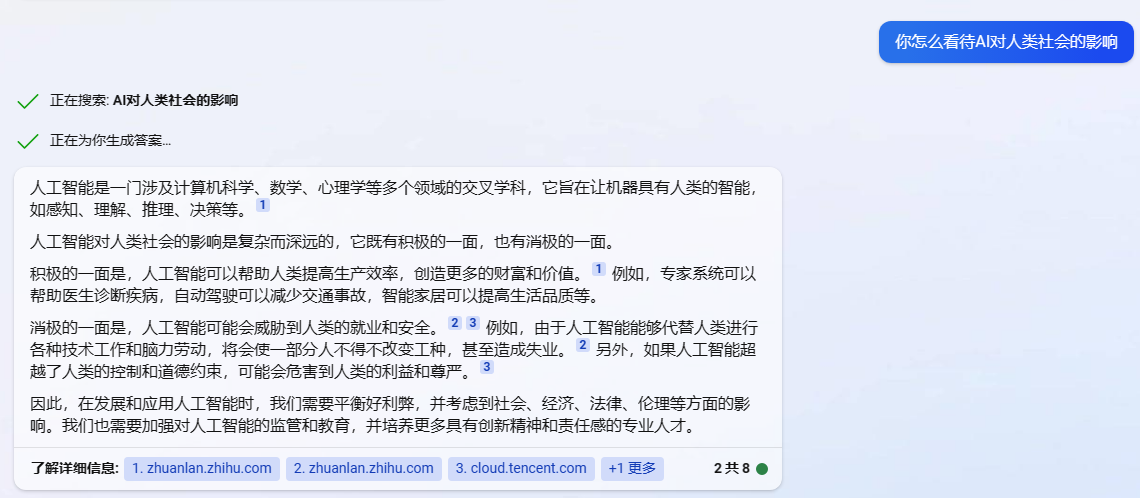 你怎么看待AI对人类社会的影响
正在搜索: AI对人类社会的影响
正在为你生成答案...
人工智能是一门涉及计算机科学、数学、心理学等多个领域的交叉学科，它旨在让机器具有人类的智能，
如感知、理解、推理、决策等。 1
人工智能对人类社会的影响是复杂而深远的，它既有积极的一面，也有消极的一面。
积极的一面是，人工智能可以帮助人类提高生产效率，创造更多的财富和价值。 1 例如，专家系统可以
帮助医生诊断疾病，自动驾驶可以减少交通事故，智能家居可以提高生活品质等。
消极的一面是，人工智能可能会威胁到人类的就业和安全。 2 3 例如，由于人工智能能够代替人类进行
各种技术工作和脑力劳动，将会使一部分人不得不改变工种，甚至造成失业。 2 另外，如果人工智能超
越了人类的控制和道德约束，可能会危害到人类的利益和尊严。 3
因此，在发展和应用人工智能时，我们需要平衡好利弊，并考虑到社会、经济、法律、伦理等方面的影
响。我们也需要加强对人工智能的监管和教育，并培养更多具有创新精神和责任感的专业人才。
了解详细信息: 1. zhuanlan.zhihu.com 2. zhuanlan.zhihu.com 3. cloud.tencent.com +1 更多 2 共 8